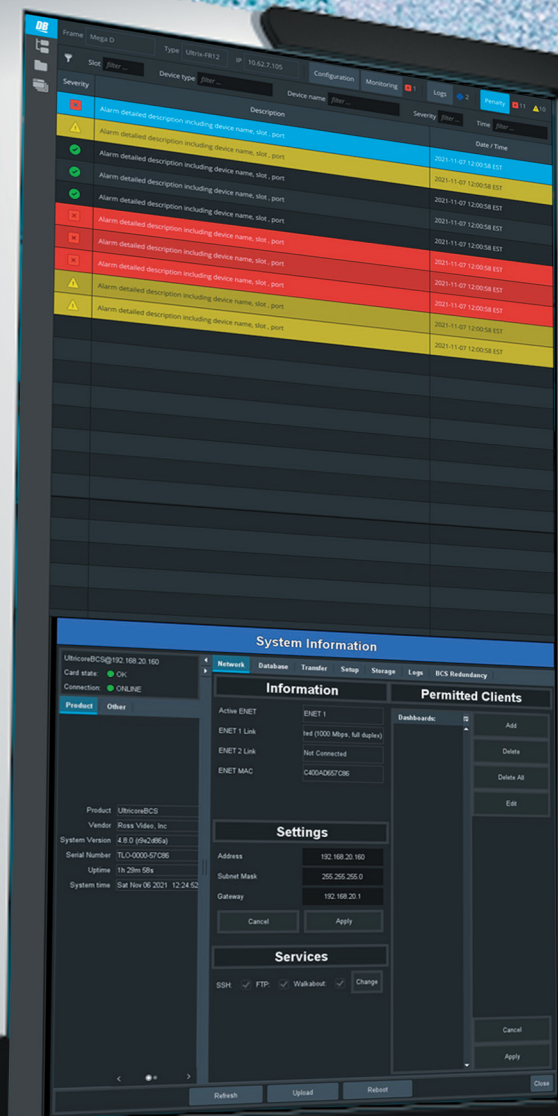 DB
Frame Mega D Type Ultrix-FR12 IP 10.62.7.105 Configuration Monitoring 1 Logs 2 Penalty 11 10
Slot filter ... Device type filter ... Device name filter ... Severity filter ... Time filter ...
Severity Description Date / Time
Alarm detailed description including device name, slot , port 2021-11-07 12:00:58 EST
Alarm detailed description including device name, slot , port 2021-11-07 12:00:58 EST
Alarm detailed description including device name, slot , port 2021-11-07 12:00:58 EST
Alarm detailed description including device name, slot , port 2021-11-07 12:00:58 EST
Alarm detailed description including device name, slot , port 2021-11-07 12:00:58 EST
Alarm detailed description including device name, slot , port 2021-11-07 12:00:58 EST
Alarm detailed description including device name, slot , port 2021-11-07 12:00:58 EST
Alarm detailed description including device name, slot , port 2021-11-07 12:00:58 EST
Alarm detailed description including device name, slot , port 2021-11-07 12:00:58 EST
Alarm detailed description including device name, slot , port 2021-11-07 12:00:58 EST
System Information
UltricoreBCS@192.168.20.160
Card state: OK
Connection: ONLINE
Product Other
Product UltricoreBCS
Vendor Ross Video, Inc
System Version 4.8.0 (r9e2d86a)
Serial Number TLO-0000-57C86
Uptime 1h 29m 58s
System time Sat Nov 06 2021 12:24:52
Network Database Transfer Setup Storage Logs BCS Redundancy
Information
Active ENET ENET 1
ENET 1 Link ted (1000 Mbps, full duplex)
ENET 2 Link Not Connected
ENET MAC C400AD657C86
Settings
Address 192.168.20.160
Subnet Mask 255.255.255.0
Gateway 192.168.20.1
Cancel Apply
Services
SSH: FTP: Walkabout: Change
Permitted Clients
Dashboards:
Add
Delete
Delete All
Edit
Cancel
Apply
Refresh Upload Reboot Close